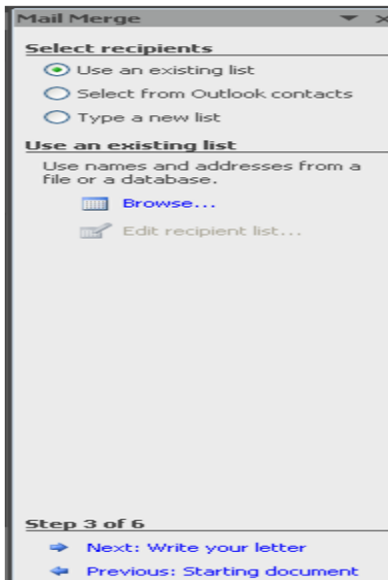 Mail Merge
Select recipients
Use an existing list
Select from Outlook contacts
Type a new list
Use an existing list
Use names and addresses from a
file or a database.
Browse...
Edit recipient list...
Step 3 of 6
Next: Write your letter
Previous: Starting document